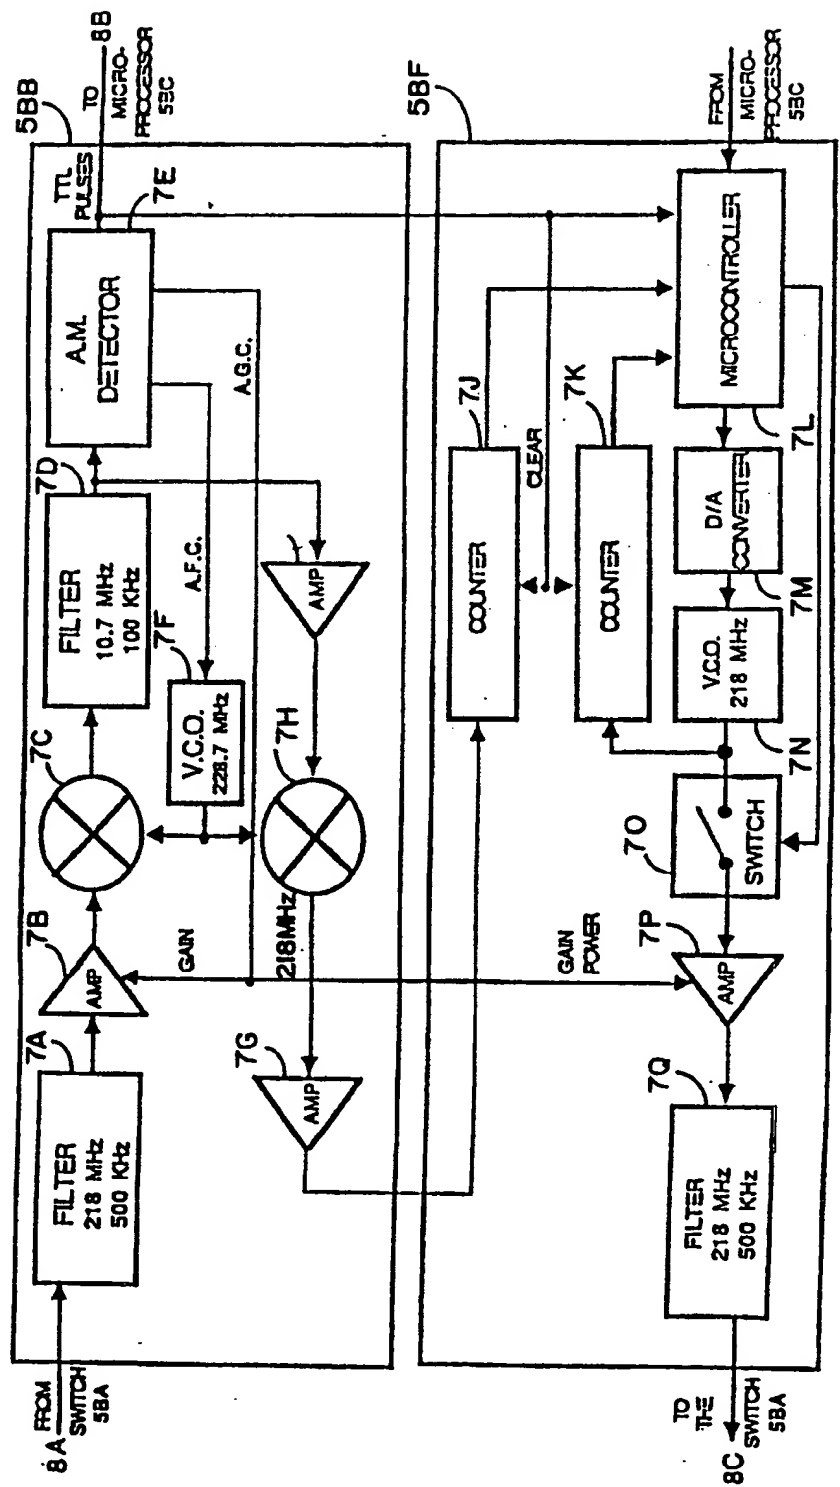 8A
FROM
SWITCH
5BA
FILTER
218 MHz
500 KHz
7A
AMP
7B
7C
FILTER
10.7 MHz
100 KHz
7D
A.M.
DETECTOR
7E
TTL
PULSES
5BB
8B
TO
MICRO-
PROCESSOR
5BC
GAIN
V.C.O.
228.7 MHz
7F
A.F.C.
A.G.C.
AMP
7G
218MHz
7H
AMP
5BF
COUNTER
7J
CLEAR
COUNTER
7K
GAIN
POWER
8C
TO
THE
SWITCH
5BA
FILTER
218 MHz
500 KHz
7Q
AMP
7P
SWITCH
7O
V.C.O.
218 MHz
7N
D/A
CONVERTER
7M
MICROCONTROLLER
7L
FROM
MICRO-
PROCESSOR
5BC